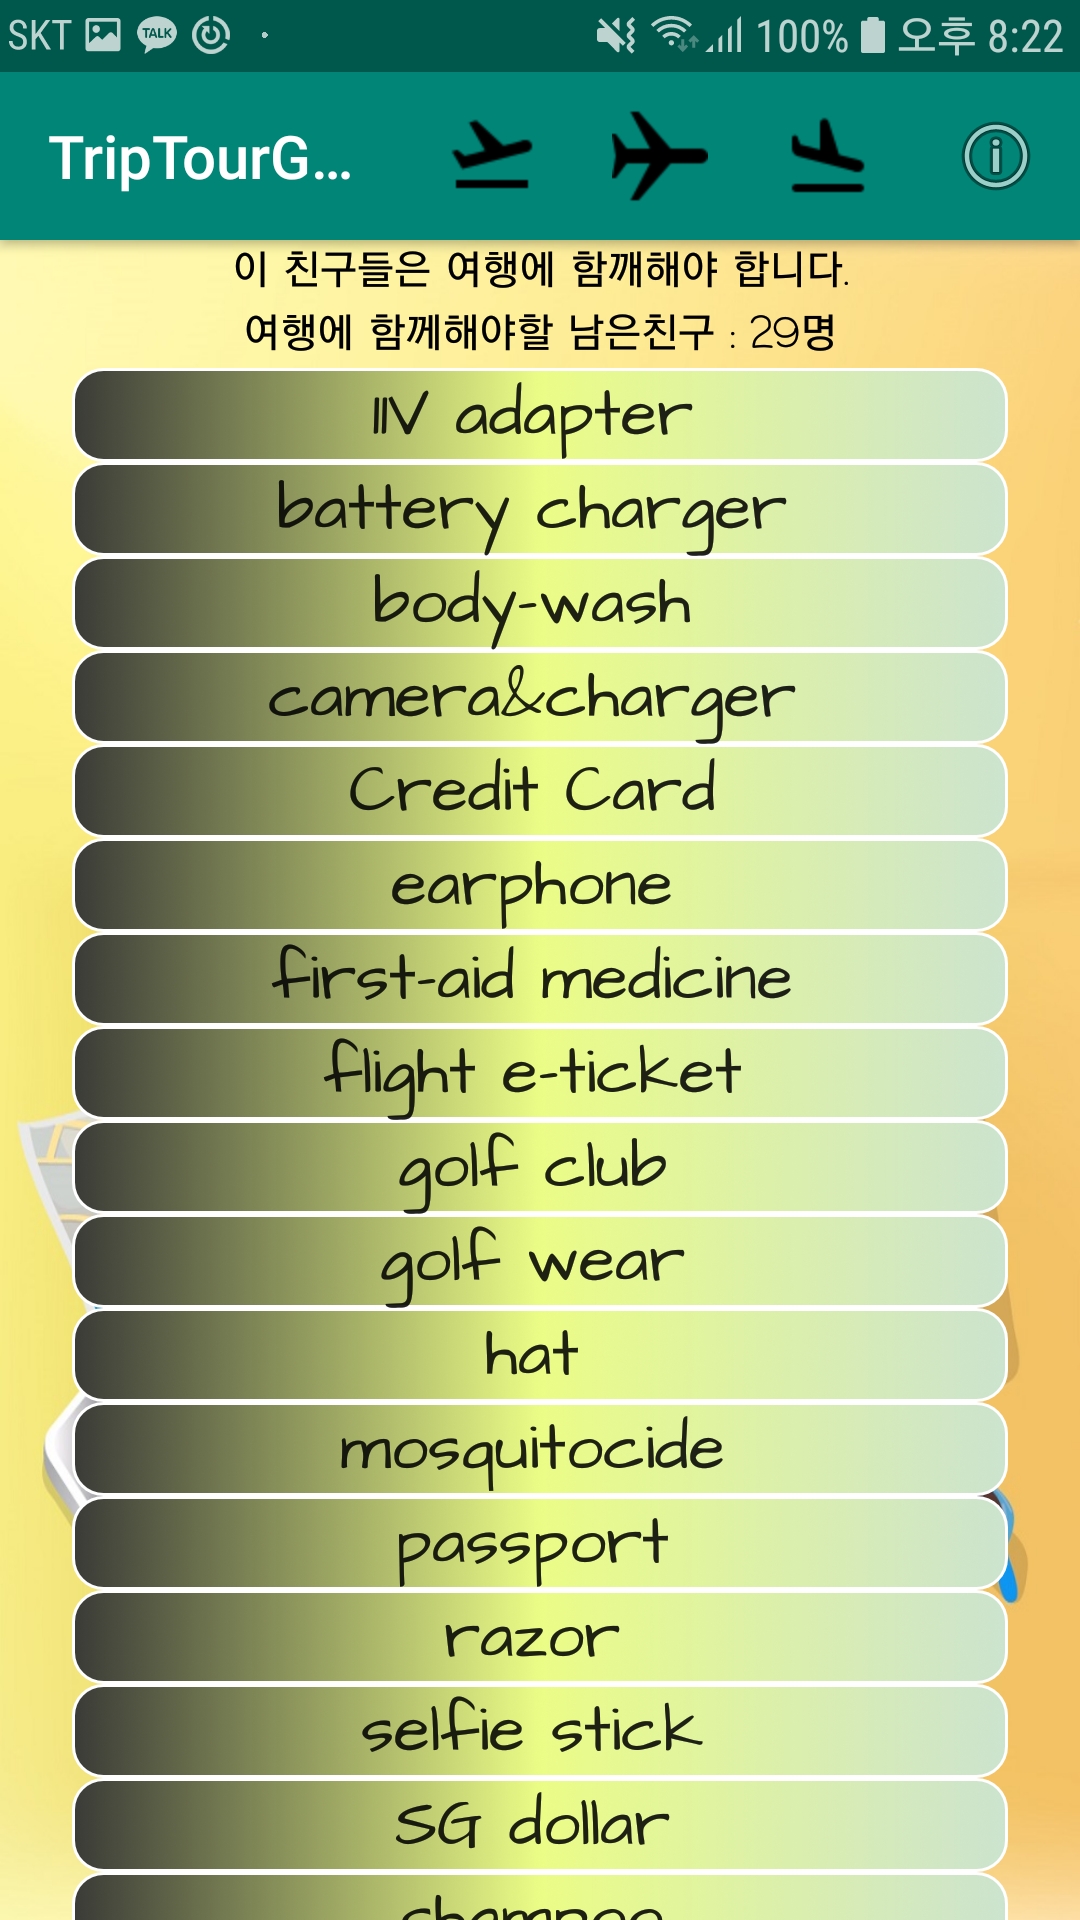 SKT TALK 100% 오후 8:22
TripTourG...
이 친구들은 여행에 함깨해야 합니다.
여행에 함께해야할 남은친구 : 29명
11V adapter
battery charger
body-wash
camera&charger
Credit Card
earphone
first-aid medicine
flight e-ticket
golf club
golf wear
hat
mosquitocide
passport
razor
selfie stick
SG dollar
shampoo